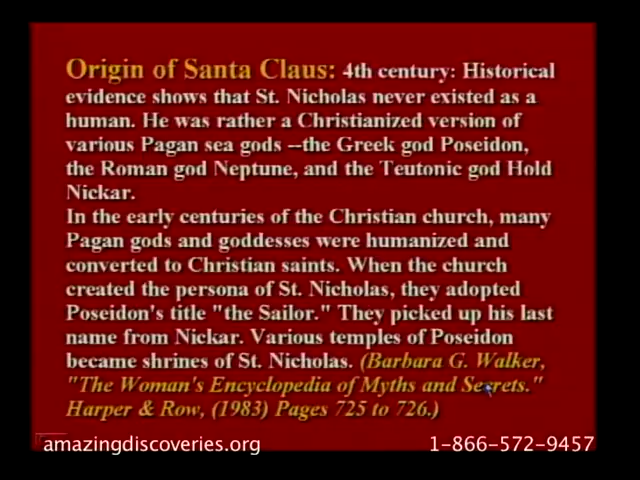 Origin of Santa Claus: 4th century: Historical
evidence shows that St. Nicholas never existed as a
human. He was rather a Christianized version of
various Pagan sea gods --the Greek god Poseidon,
the Roman god Neptune, and the Teutonic god Hold
Nickar.
In the early centuries of the Christian church, many
Pagan gods and goddesses were humanized and
converted to Christian saints. When the church
created the persona of St. Nicholas, they adopted
Poseidon's title "the Sailor." They picked up his last
name from Nickar. Various temples of Poseidon
became shrines of St. Nicholas. (Barbara G. Walker,
"The Woman's Encyclopedia of Myths and Secrets."
Harper & Row, (1983) Pages 725 to 726.)
amazingdiscoveries.org 1-866-572-9457